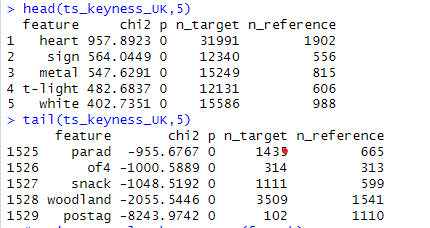 > head(ts_keyness_UK,5)
feature chi2 p n_target n_reference
1 heart 957.8923 0 31991 1902
2 sign 564.0449 0 12340 556
3 metal 547.6291 0 15249 815
4 t-light 482.6837 0 12131 606
5 white 402.7351 0 15586 988
> tail(ts_keyness_UK,5)
feature chi2 p n_target n_reference
1525 parad -955.6767 0 1435 665
1526 of4 -1000.5889 0 314 313
1527 snack -1048.5192 0 1111 599
1528 woodland -2055.5446 0 3509 1541
1529 postag -8243.9742 0 102 1110